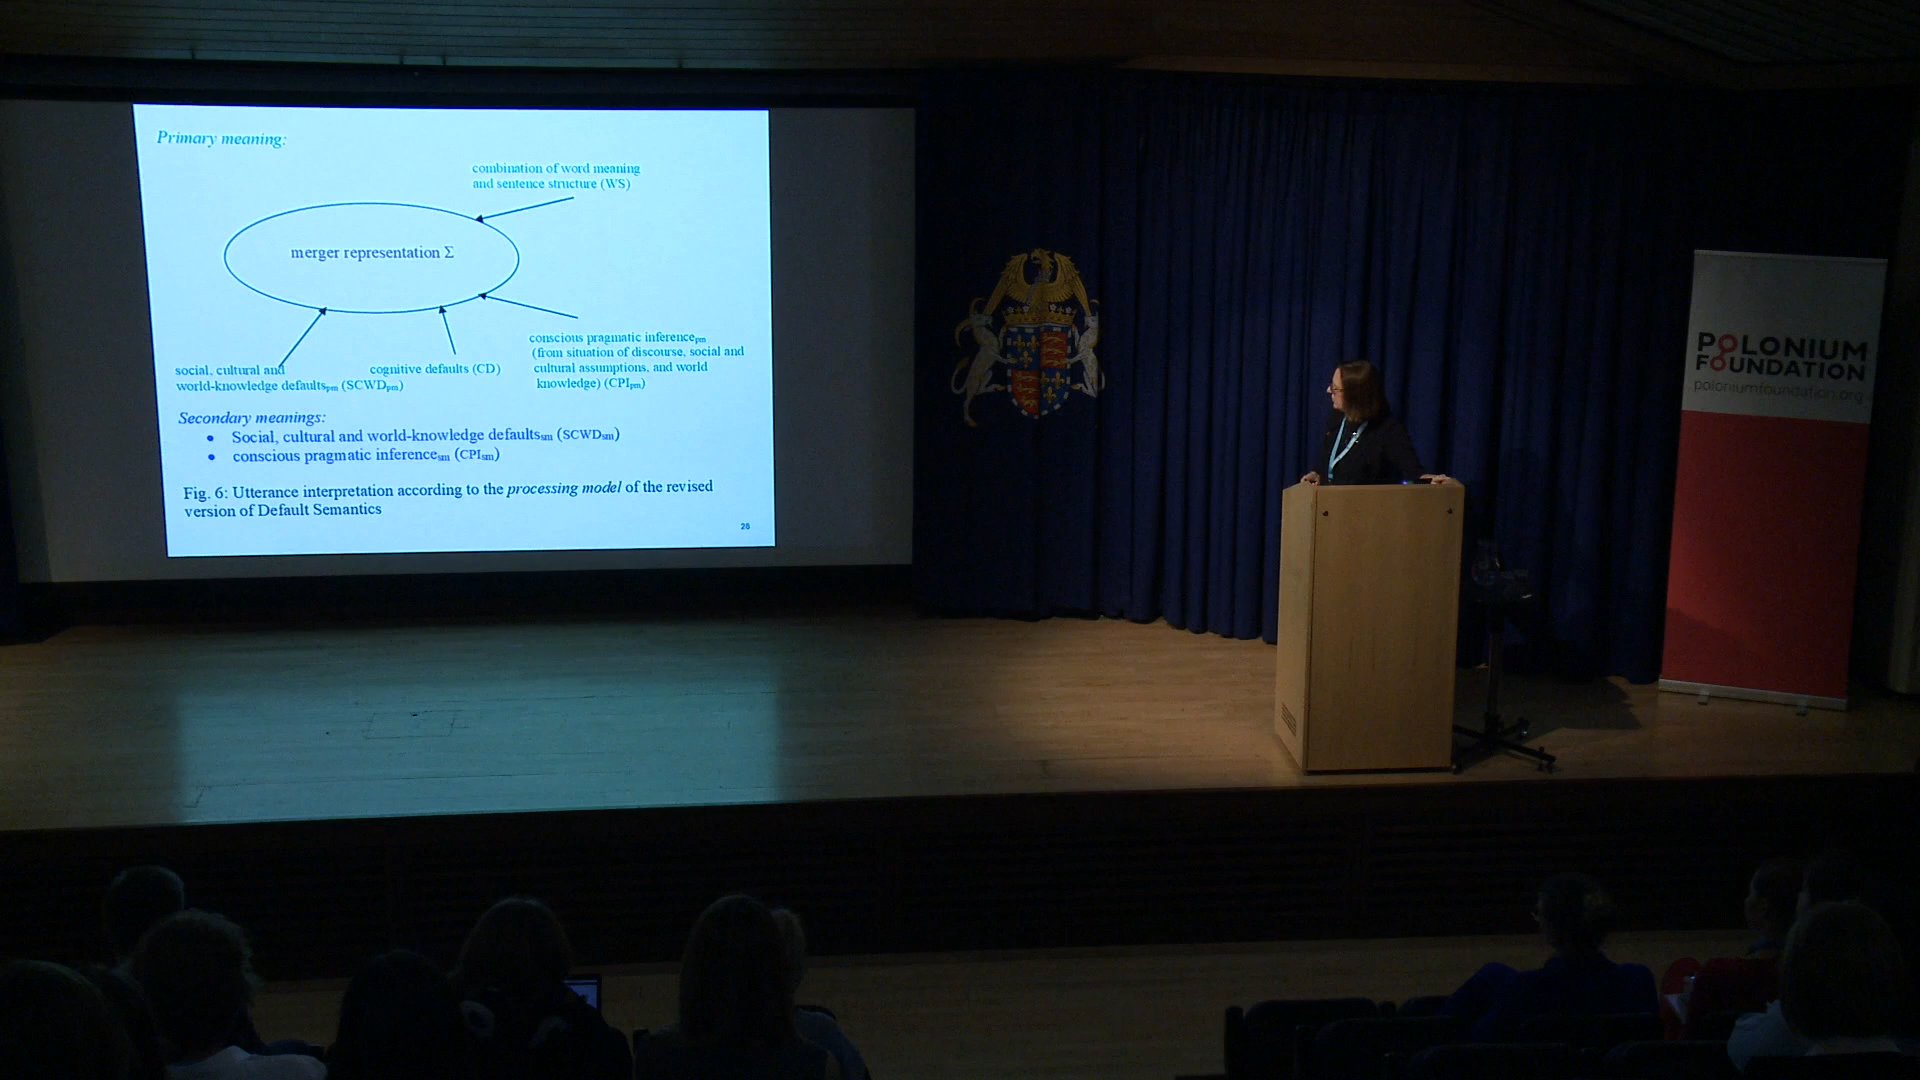 Primary meaning:
combination of word meaning
and sentence structure (WS)
merger representation Σ
social, cultural and
world-knowledge defaultspm (SCWDpm)
cognitive defaults (CD)
conscious pragmatic inferencepm
(from situation of discourse, social and
cultural assumptions, and world
knowledge) (CPIpm)
Secondary meanings:
• Social, cultural and world-knowledge defaultssm (SCWDsm)
• conscious pragmatic inferencesm (CPIsm)
Fig. 6: Utterance interpretation according to the processing model of the revised
version of Default Semantics
26
POLONIUM
FOUNDATION
poloniumfoundation.org